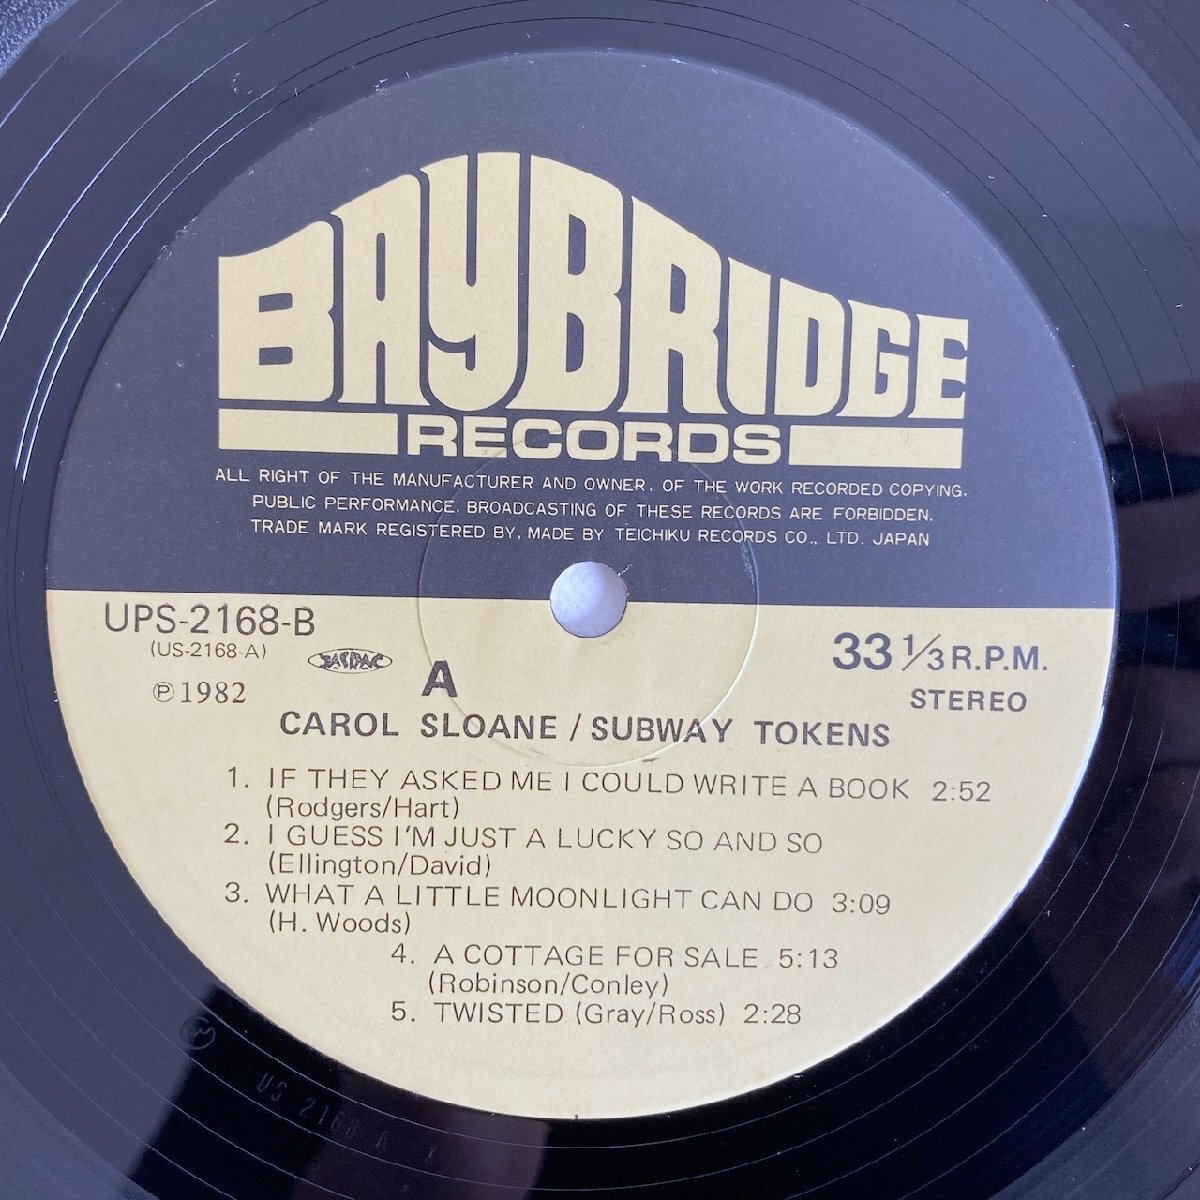 BAYBRIDGE
RECORDS
ALL RIGHT OF THE MANUFACTURER AND OWNER. OF THE WORK RECORDED COPYING.
PUBLIC PERFORMANCE. BROADCASTING OF THESE RECORDS ARE FORBIDDEN.
TRADE MARK REGISTERED BY, MADE BY TEICHIKU RECORDS CO., LTD. JAPAN
UPS-2168-B
(US-2168-A)
Ⓟ1982
A
33 1/3 R.P.M.
STEREO
CAROL SLOANE / SUBWAY TOKENS
1. IF THEY ASKED ME I COULD WRITE A BOOK 2:52
(Rodgers/Hart)
2. I GUESS I'M JUST A LUCKY SO AND SO
(Ellington/David)
3. WHAT A LITTLE MOONLIGHT CAN DO 3:09
(H. Woods)
4. A COTTAGE FOR SALE 5:13
(Robinson/Conley)
5. TWISTED (Gray/Ross) 2:28
US 2168 A